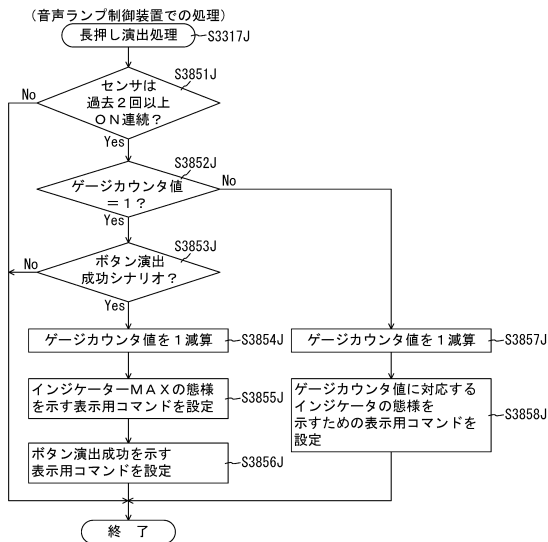 （音声ランプ制御装置での処理）
長押し演出処理
S3317J
センサは
過去２回以上
ＯＮ連続？
S3851J
No
Yes
ゲージカウンタ値
＝１？
S3852J
No
Yes
ボタン演出
成功シナリオ？
S3853J
No
Yes
ゲージカウンタ値を１減算
S3854J
ゲージカウンタ値を１減算
S3857J
インジケーターＭＡＸの態様
を示す表示用コマンドを設定
S3855J
ゲージカウンタ値に対応する
インジケータの態様を
示すための表示用コマンドを
設定
S3858J
ボタン演出成功を示す
表示用コマンドを設定
S3856J
終　了